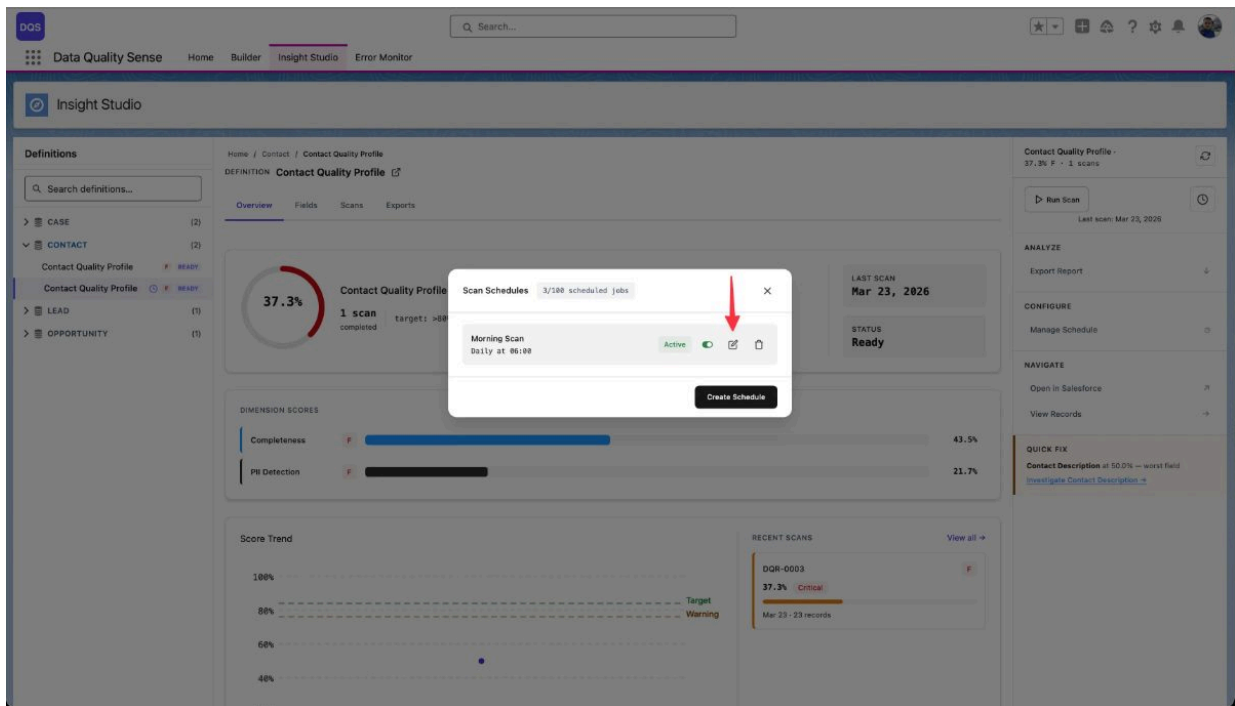 DQS
Search...
Data Quality Sense
Home
Builder
Insight Studio
Error Monitor
Insight Studio
Definitions
Search definitions...
CASE (2)
CONTACT (2)
Contact Quality Profile F READY
Contact Quality Profile F READY
LEAD (1)
OPPORTUNITY (1)
Home / Contact / Contact Quality Profile
DEFINITION Contact Quality Profile
Overview Fields Scans Exports
37.3%
Contact Quality Profile
1 scan
completed
target: >80%
LAST SCAN
Mar 23, 2026
STATUS
Ready
Scan Schedules 3/100 scheduled jobs
Morning Scan
Daily at 06:00
Active
Create Schedule
DIMENSION SCORES
Completeness F 43.5%
PII Detection F 21.7%
Score Trend
100%
80%
60%
40%
Target
Warning
RECENT SCANS View all →
DQR-0003 F
37.3% Critical
Mar 23 · 23 records
Contact Quality Profile ·
37.3% F · 1 scans
Run Scan
Last scan: Mar 23, 2026
ANALYZE
Export Report
CONFIGURE
Manage Schedule
NAVIGATE
Open in Salesforce
View Records
QUICK FIX
Contact Description at 50.0% — worst field
Investigate Contact Description →